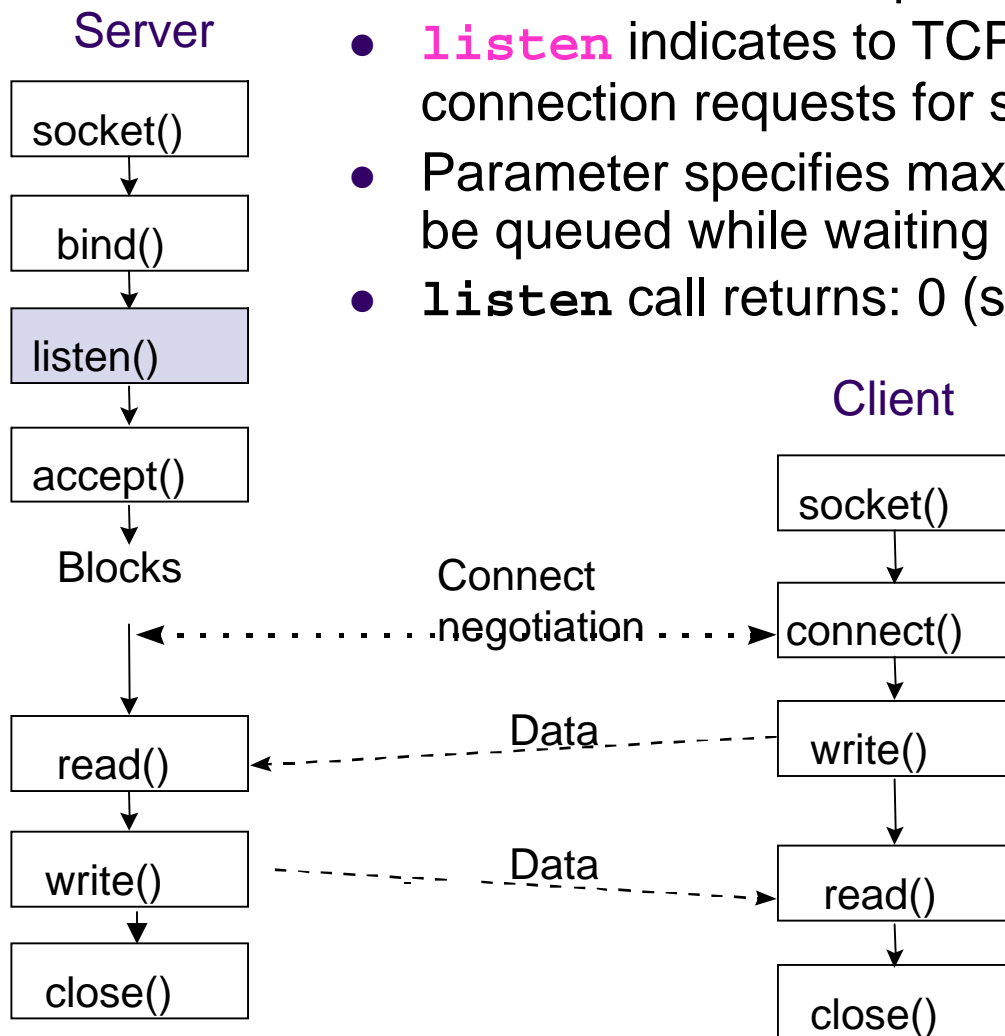 Server
● listen indicates to TCP
connection requests for s
● Parameter specifies max
be queued while waiting
● listen call returns: 0 (s
socket()
bind()
listen()
accept()
Blocks
Client
socket()
Connect
negotiation
connect()
Data
write()
read()
Data
write()
read()
close()
close()